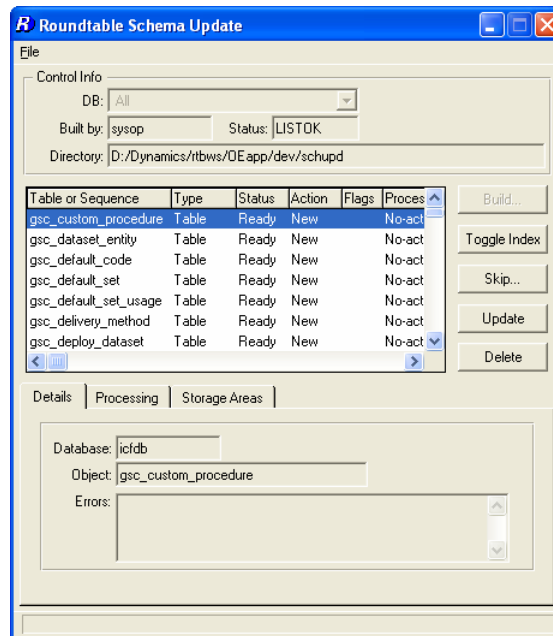 R Roundtable Schema Update
File
Control Info
DB: All
Built by: sysop Status: LISTOK
Directory: D:/Dynamics/rtbws/OEapp/dev/schupd
Table or Sequence Type Status Action Flags Proces
gsc_custom_procedure Table Ready New No-act
gsc_dataset_entity Table Ready New No-act
gsc_default_code Table Ready New No-act
gsc_default_set Table Ready New No-act
gsc_default_set_usage Table Ready New No-act
gsc_delivery_method Table Ready New No-act
gsc_deploy_dataset Table Ready New No-act
Build...
Toggle Index
Skip...
Update
Delete
Details Processing Storage Areas
Database: icfdb
Object: gsc_custom_procedure
Errors: